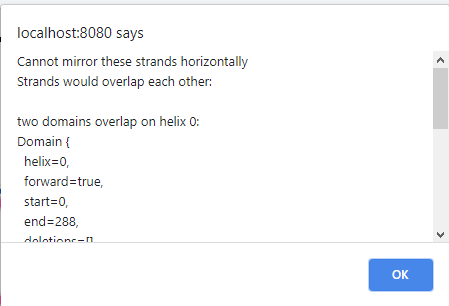 localhost:8080 says
Cannot mirror these strands horizontally
Strands would overlap each other:
two domains overlap on helix 0:
Domain {
helix=0,
forward=true,
start=0,
end=288,
deletions=[]
OK